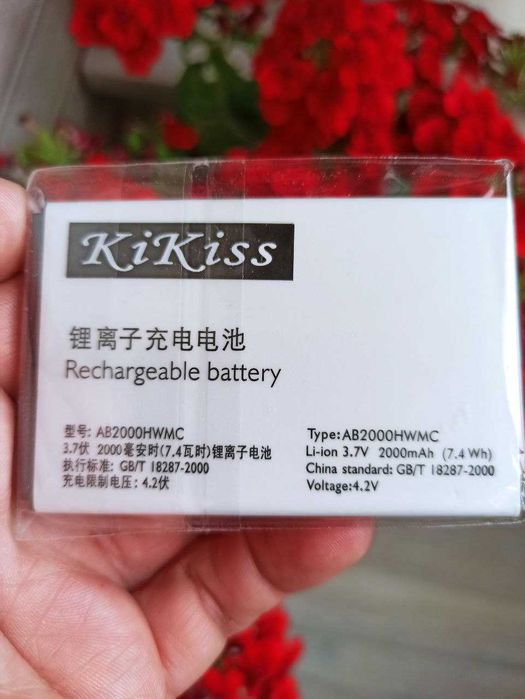 KiKiss
锂离子充电电池
Rechargeable battery
型号: AB2000HWMC
3.7伏 2000毫安时(7.4瓦时)锂离子电池
执行标准: GB/T 18287-2000
充电限制电压: 4.2伏
Type: AB2000HWMC
Li-ion 3.7V 2000mAh (7.4 Wh)
China standard: GB/T 18287-2000
Voltage:4.2V